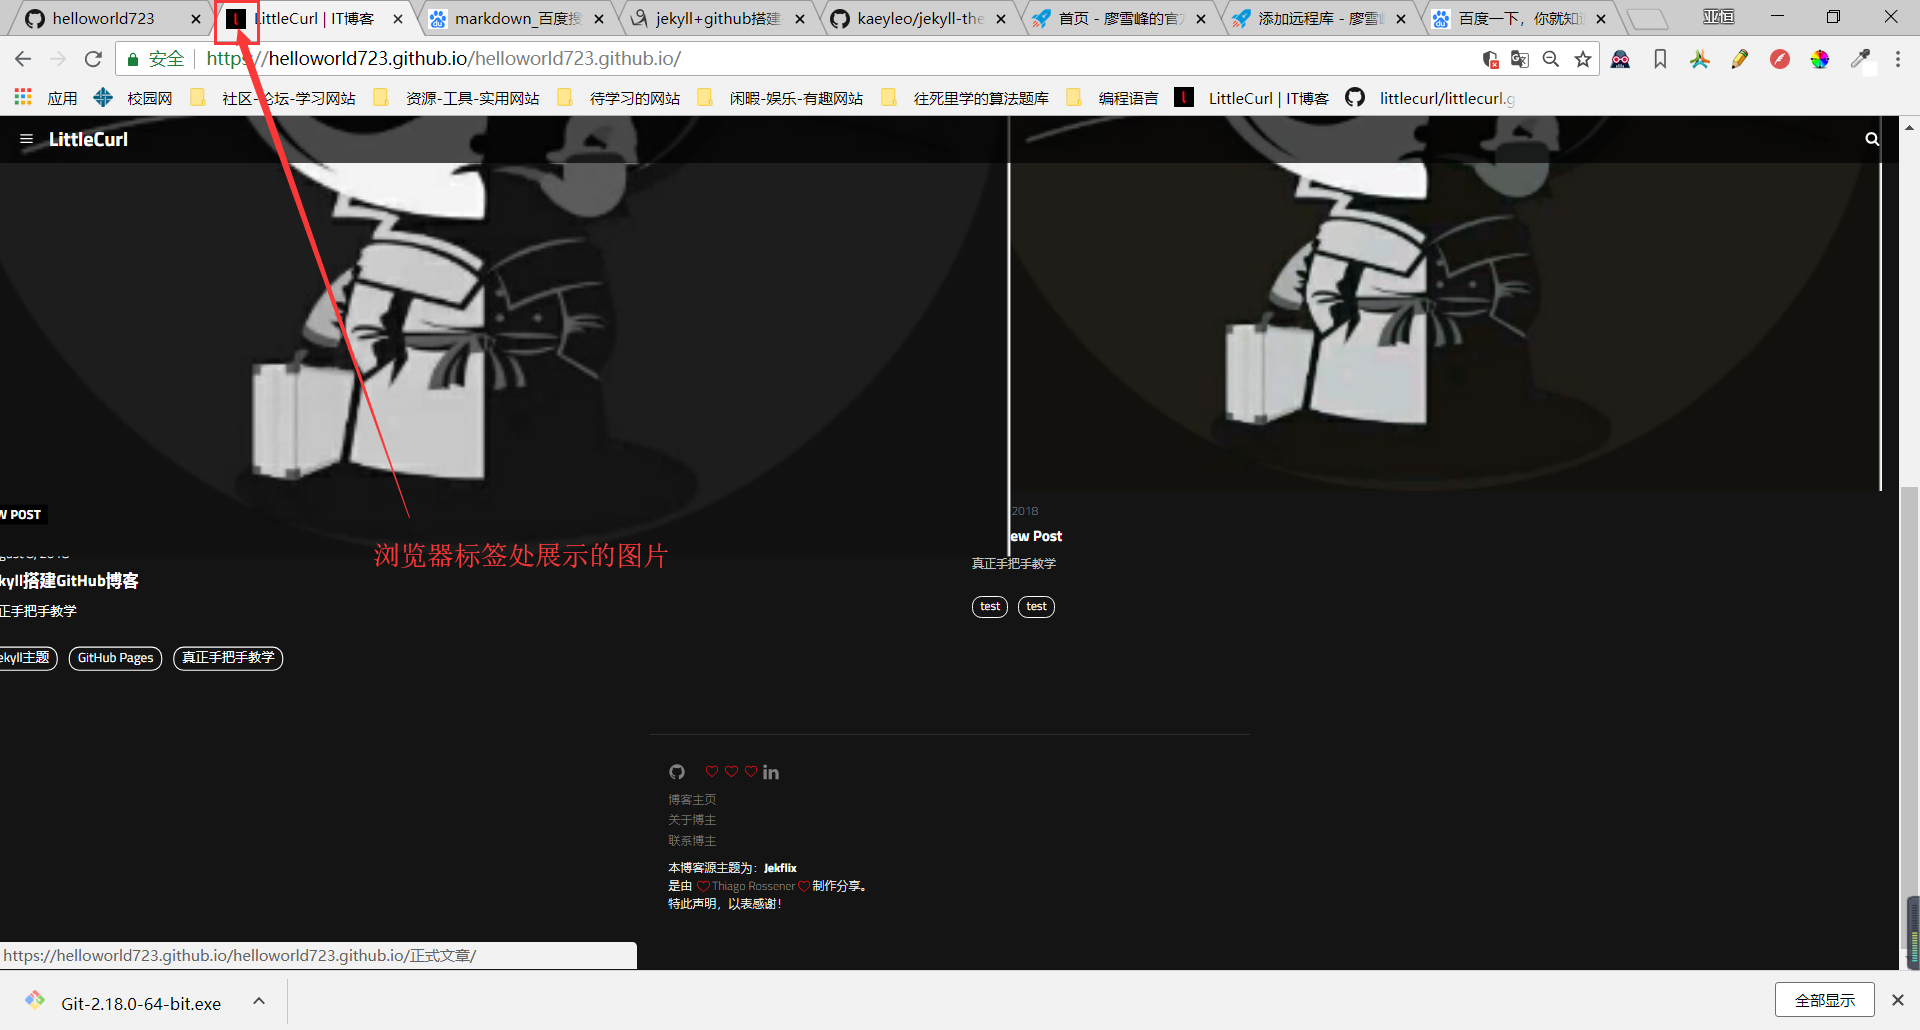 helloworld723
LittleCurl | IT博客
markdown_百度搜
jekyll+github搭建
kaeyleo/jekyll-the
首页 - 廖雪峰的官
添加远程库 - 廖雪
百度一下，你就知
亚恒
安全
https://helloworld723.github.io/helloworld723.github.io/
应用
校园网
社区-论坛-学习网站
资源-工具-实用网站
待学习的网站
闲暇-娱乐-有趣网站
往死里学的算法题库
编程语言
LittleCurl | IT博客
littlecurl/littlecurl.g
LittleCurl
W POST
gust 8, 2018
kyll搭建GitHub博客
正手把手教学
ekyll主题
GitHub Pages
真正手把手教学
浏览器标签处展示的图片
2018
ew Post
真正手把手教学
test
test
in
博客主页
关于博主
联系博主
本博客源主题为：Jekflix
是由 ♡Thiago Rossener♡制作分享。
特此声明，以表感谢！
https://helloworld723.github.io/helloworld723.github.io/正式文章/
Git-2.18.0-64-bit.exe
全部显示